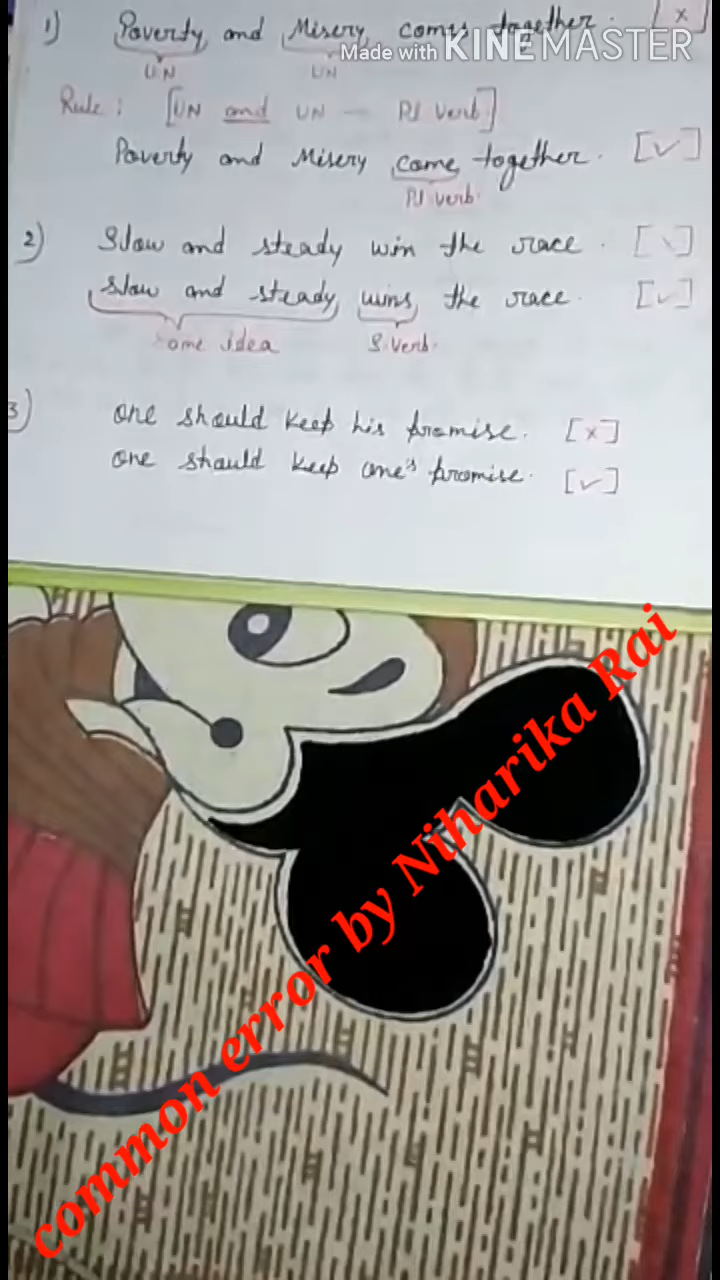 1) Poverty and Misery comes together. [×]
UN UN
Made with KINEMASTER
Rule: [UN and UN — Pl verb]
Poverty and Misery come together. [✓]
Pl verb.
2) Slow and steady win the race. [\]
Slow and steady wins the race. [✓]
Same idea S. verb.
3) One should keep his promise. [×]
One should keep one's promise. [✓]
common error by Niharika Rai